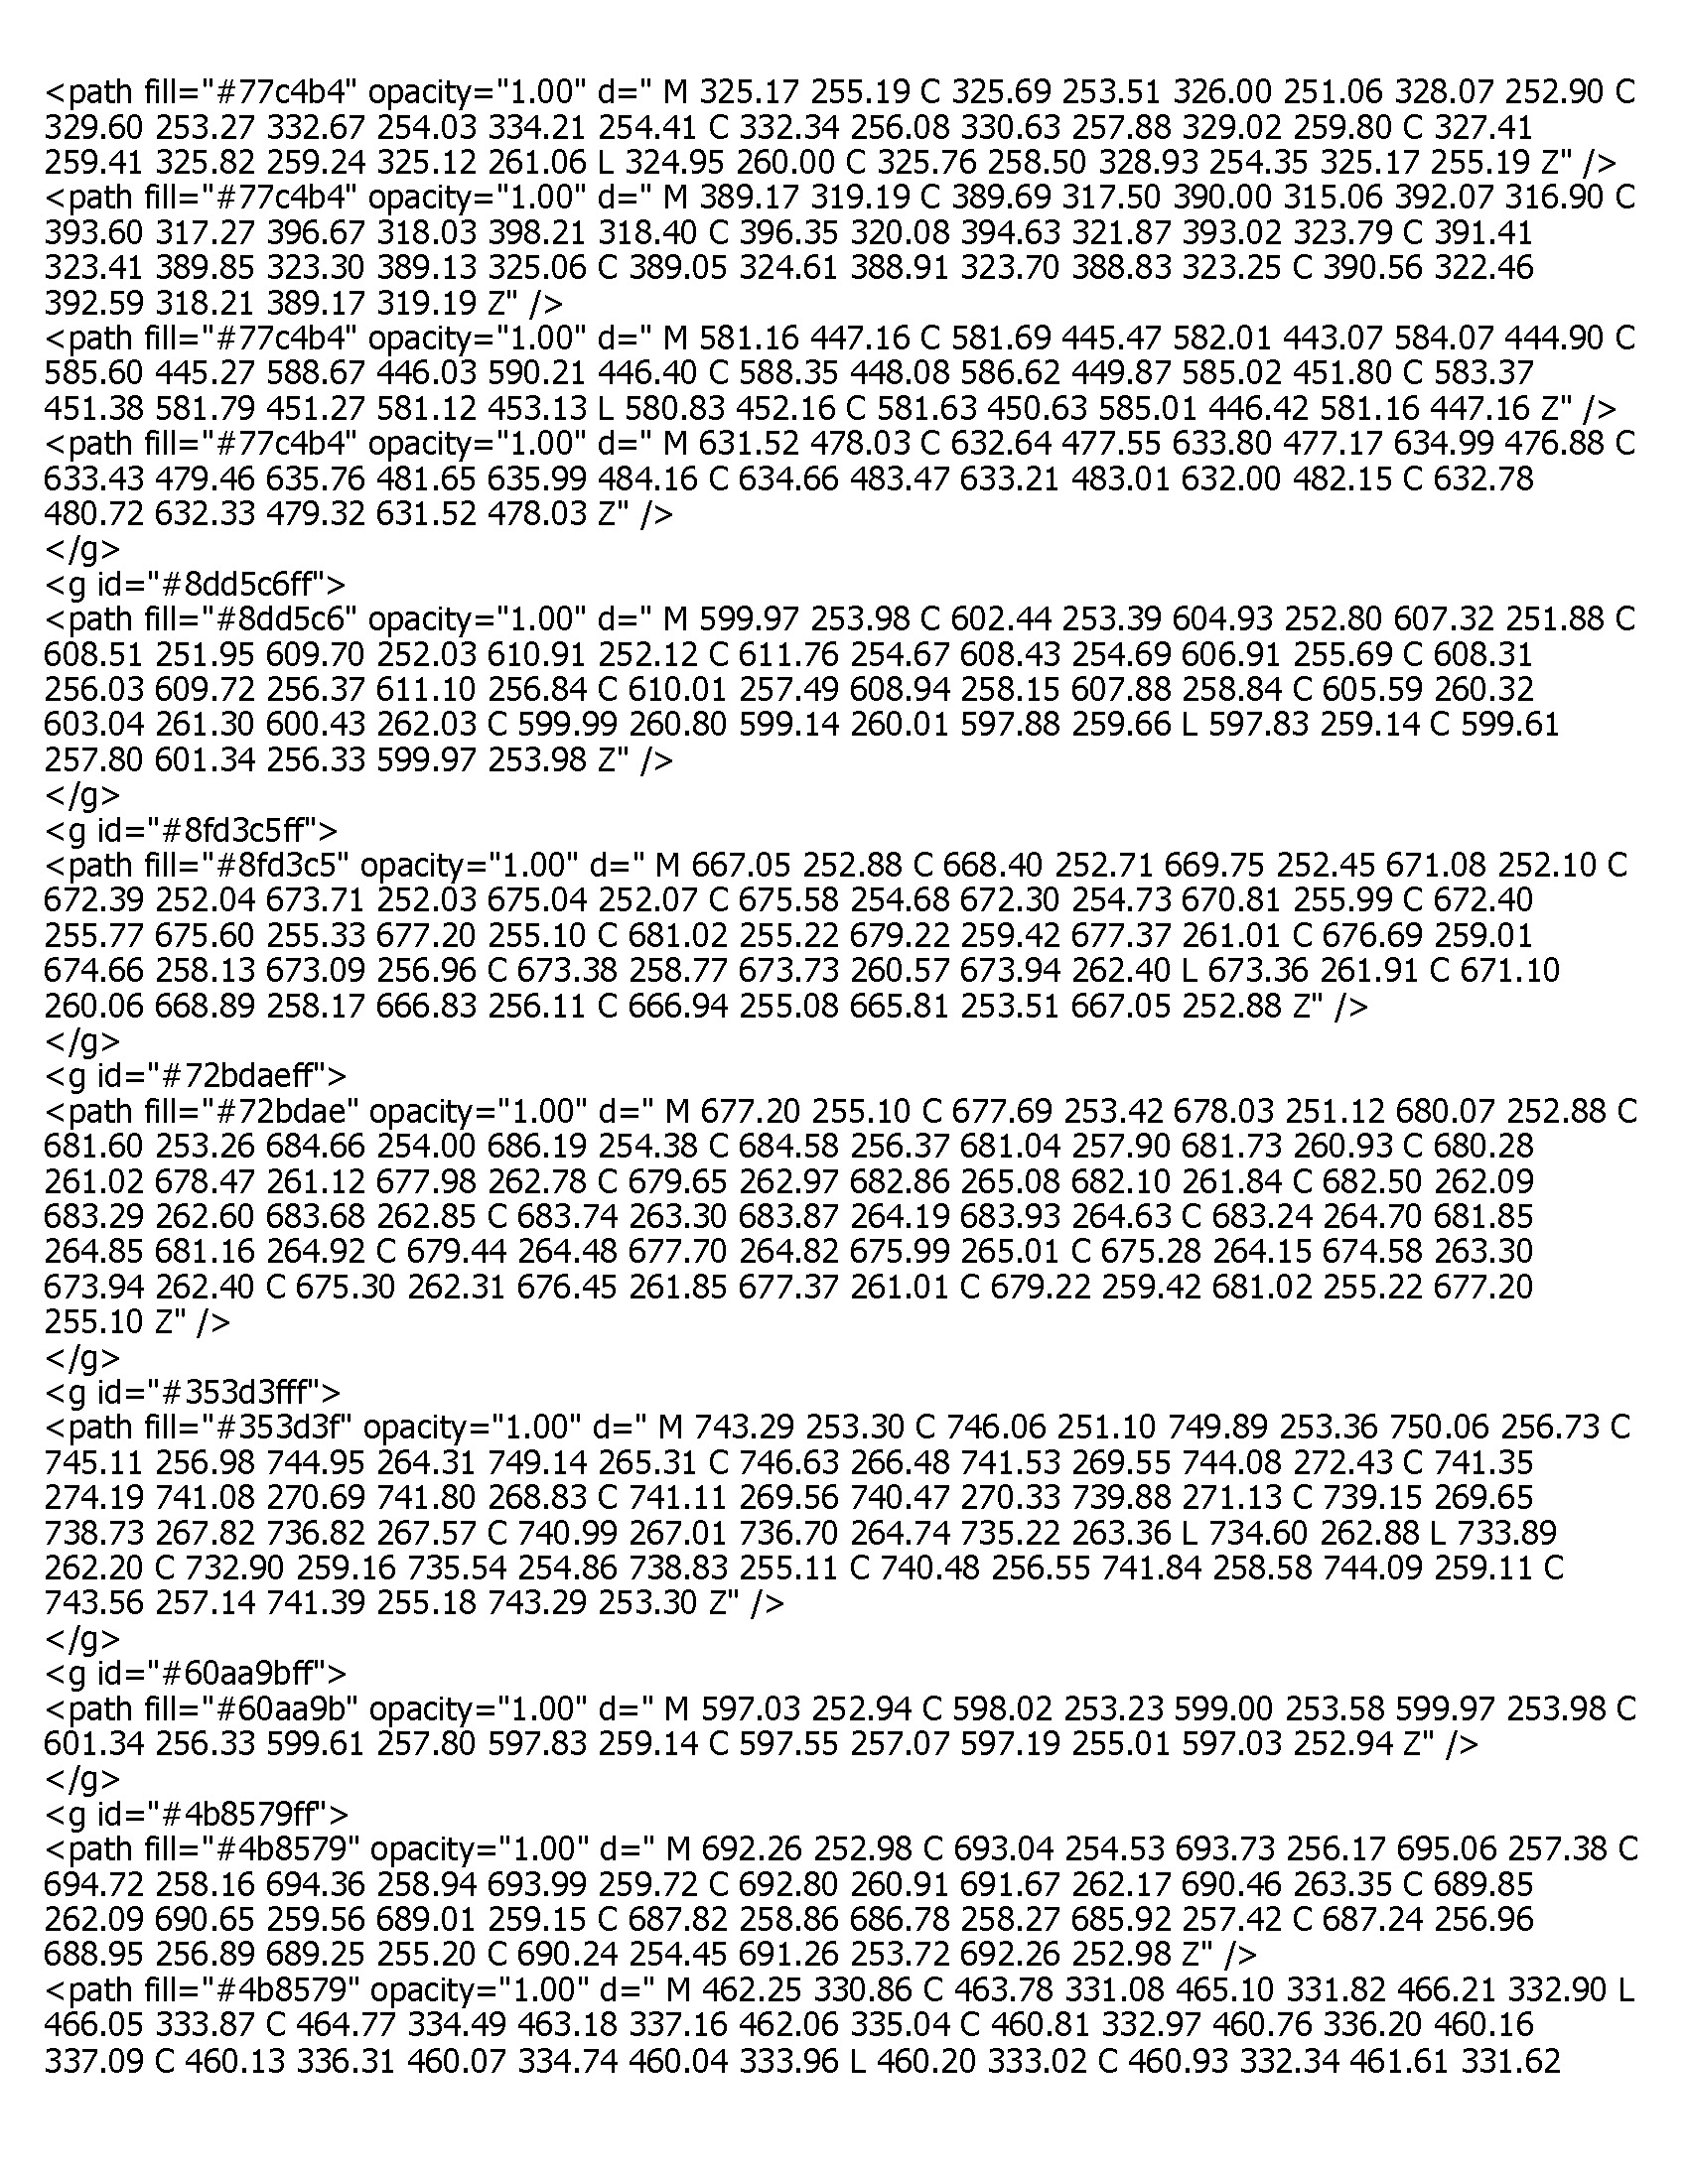 <path fill="#77c4b4" opacity="1.00" d=" M 325.17 255.19 C 325.69 253.51 326.00 251.06 328.07 252.90 C
329.60 253.27 332.67 254.03 334.21 254.41 C 332.34 256.08 330.63 257.88 329.02 259.80 C 327.41
259.41 325.82 259.24 325.12 261.06 L 324.95 260.00 C 325.76 258.50 328.93 254.35 325.17 255.19 Z" />
<path fill="#77c4b4" opacity="1.00" d=" M 389.17 319.19 C 389.69 317.50 390.00 315.06 392.07 316.90 C
393.60 317.27 396.67 318.03 398.21 318.40 C 396.35 320.08 394.63 321.87 393.02 323.79 C 391.41
323.41 389.85 323.30 389.13 325.06 C 389.05 324.61 388.91 323.70 388.83 323.25 C 390.56 322.46
392.59 318.21 389.17 319.19 Z" />
<path fill="#77c4b4" opacity="1.00" d=" M 581.16 447.16 C 581.69 445.47 582.01 443.07 584.07 444.90 C
585.60 445.27 588.67 446.03 590.21 446.40 C 588.35 448.08 586.62 449.87 585.02 451.80 C 583.37
451.38 581.79 451.27 581.12 453.13 L 580.83 452.16 C 581.63 450.63 585.01 446.42 581.16 447.16 Z" />
<path fill="#77c4b4" opacity="1.00" d=" M 631.52 478.03 C 632.64 477.55 633.80 477.17 634.99 476.88 C
633.43 479.46 635.76 481.65 635.99 484.16 C 634.66 483.47 633.21 483.01 632.00 482.15 C 632.78
480.72 632.33 479.32 631.52 478.03 Z" />
</g>
<g id="#8dd5c6ff">
<path fill="#8dd5c6" opacity="1.00" d=" M 599.97 253.98 C 602.44 253.39 604.93 252.80 607.32 251.88 C
608.51 251.95 609.70 252.03 610.91 252.12 C 611.76 254.67 608.43 254.69 606.91 255.69 C 608.31
256.03 609.72 256.37 611.10 256.84 C 610.01 257.49 608.94 258.15 607.88 258.84 C 605.59 260.32
603.04 261.30 600.43 262.03 C 599.99 260.80 599.14 260.01 597.88 259.66 L 597.83 259.14 C 599.61
257.80 601.34 256.33 599.97 253.98 Z" />
</g>
<g id="#8fd3c5ff">
<path fill="#8fd3c5" opacity="1.00" d=" M 667.05 252.88 C 668.40 252.71 669.75 252.45 671.08 252.10 C
672.39 252.04 673.71 252.03 675.04 252.07 C 675.58 254.68 672.30 254.73 670.81 255.99 C 672.40
255.77 675.60 255.33 677.20 255.10 C 681.02 255.22 679.22 259.42 677.37 261.01 C 676.69 259.01
674.66 258.13 673.09 256.96 C 673.38 258.77 673.73 260.57 673.94 262.40 L 673.36 261.91 C 671.10
260.06 668.89 258.17 666.83 256.11 C 666.94 255.08 665.81 253.51 667.05 252.88 Z" />
</g>
<g id="#72bdaeff">
<path fill="#72bdae" opacity="1.00" d=" M 677.20 255.10 C 677.69 253.42 678.03 251.12 680.07 252.88 C
681.60 253.26 684.66 254.00 686.19 254.38 C 684.58 256.37 681.04 257.90 681.73 260.93 C 680.28
261.02 678.47 261.12 677.98 262.78 C 679.65 262.97 682.86 265.08 682.10 261.84 C 682.50 262.09
683.29 262.60 683.68 262.85 C 683.74 263.30 683.87 264.19 683.93 264.63 C 683.24 264.70 681.85
264.85 681.16 264.92 C 679.44 264.48 677.70 264.82 675.99 265.01 C 675.28 264.15 674.58 263.30
673.94 262.40 C 675.30 262.31 676.45 261.85 677.37 261.01 C 679.22 259.42 681.02 255.22 677.20
255.10 Z" />
</g>
<g id="#353d3fff">
<path fill="#353d3f" opacity="1.00" d=" M 743.29 253.30 C 746.06 251.10 749.89 253.36 750.06 256.73 C
745.11 256.98 744.95 264.31 749.14 265.31 C 746.63 266.48 741.53 269.55 744.08 272.43 C 741.35
274.19 741.08 270.69 741.80 268.83 C 741.11 269.56 740.47 270.33 739.88 271.13 C 739.15 269.65
738.73 267.82 736.82 267.57 C 740.99 267.01 736.70 264.74 735.22 263.36 L 734.60 262.88 L 733.89
262.20 C 732.90 259.16 735.54 254.86 738.83 255.11 C 740.48 256.55 741.84 258.58 744.09 259.11 C
743.56 257.14 741.39 255.18 743.29 253.30 Z" />
</g>
<g id="#60aa9bff">
<path fill="#60aa9b" opacity="1.00" d=" M 597.03 252.94 C 598.02 253.23 599.00 253.58 599.97 253.98 C
601.34 256.33 599.61 257.80 597.83 259.14 C 597.55 257.07 597.19 255.01 597.03 252.94 Z" />
</g>
<g id="#4b8579ff">
<path fill="#4b8579" opacity="1.00" d=" M 692.26 252.98 C 693.04 254.53 693.73 256.17 695.06 257.38 C
694.72 258.16 694.36 258.94 693.99 259.72 C 692.80 260.91 691.67 262.17 690.46 263.35 C 689.85
262.09 690.65 259.56 689.01 259.15 C 687.82 258.86 686.78 258.27 685.92 257.42 C 687.24 256.96
688.95 256.89 689.25 255.20 C 690.24 254.45 691.26 253.72 692.26 252.98 Z" />
<path fill="#4b8579" opacity="1.00" d=" M 462.25 330.86 C 463.78 331.08 465.10 331.82 466.21 332.90 L
466.05 333.87 C 464.77 334.49 463.18 337.16 462.06 335.04 C 460.81 332.97 460.76 336.20 460.16
337.09 C 460.13 336.31 460.07 334.74 460.04 333.96 L 460.20 333.02 C 460.93 332.34 461.61 331.62